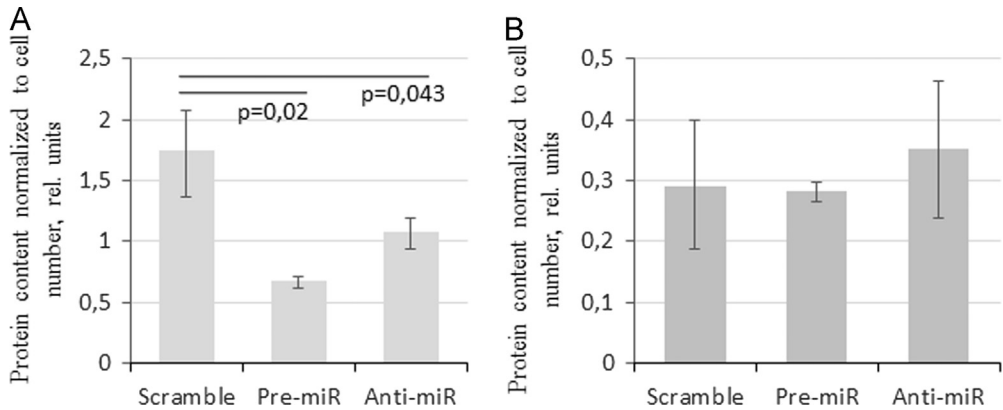 A
Protein content normalized to cell
number, rel. units
2,5
2
1,5
1
0,5
0
p=0,02
p=0,043
Scramble
Pre-miR
Anti-miR
B
Protein content normalized to cell
number, rel. units
0,5
0,4
0,3
0,2
0,1
0
Scramble
Pre-miR
Anti-miR